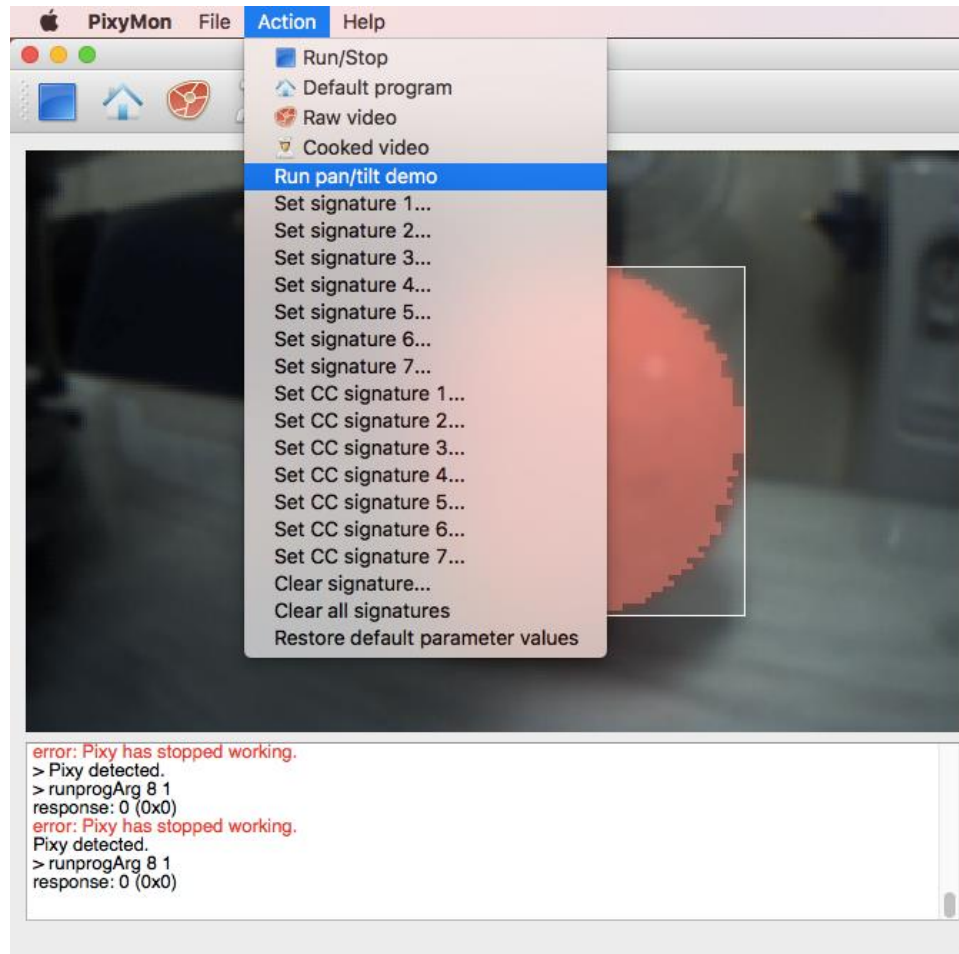 PixyMon File Action Help
Run/Stop
Default program
Raw video
Cooked video
Run pan/tilt demo
Set signature 1...
Set signature 2...
Set signature 3...
Set signature 4...
Set signature 5...
Set signature 6...
Set signature 7...
Set CC signature 1...
Set CC signature 2...
Set CC signature 3...
Set CC signature 4...
Set CC signature 5...
Set CC signature 6...
Set CC signature 7...
Clear signature...
Clear all signatures
Restore default parameter values
error: Pixy has stopped working.
> Pixy detected.
> runprogArg 8 1
response: 0 (0x0)
error: Pixy has stopped working.
Pixy detected.
> runprogArg 8 1
response: 0 (0x0)